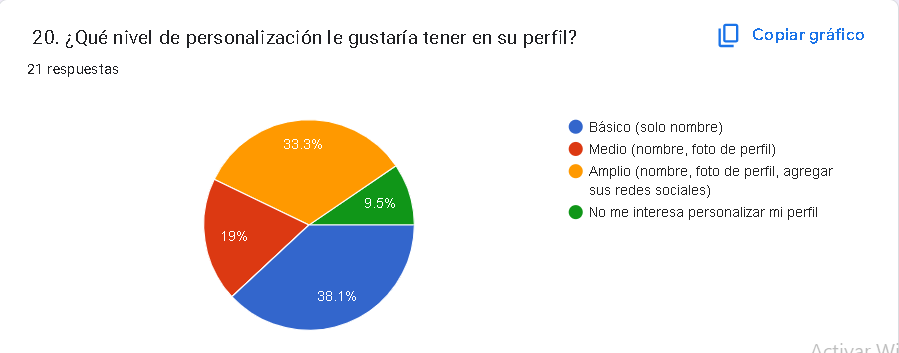 20. ¿Qué nivel de personalización le gustaría tener en su perfil?
Copiar gráfico
21 respuestas
33.3%
9.5%
19%
38.1%
Básico (solo nombre)
Medio (nombre, foto de perfil)
Amplio (nombre, foto de perfil, agregar
sus redes sociales)
No me interesa personalizar mi perfil
Activar Wi